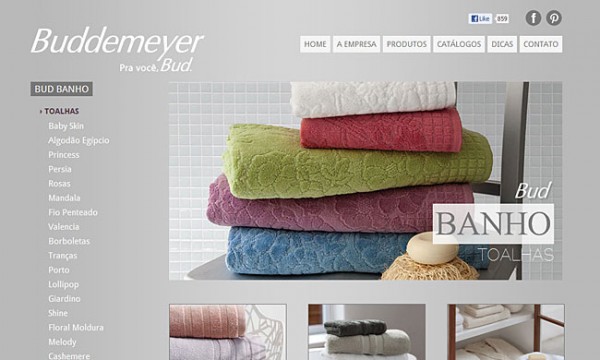 Like 859
Buddemeyer
Pra você, Bud.
HOME A EMPRESA PRODUTOS CATÁLOGOS DICAS CONTATO
BUD BANHO
› TOALHAS
Baby Skin
Algodão Egípcio
Princess
Persia
Rosas
Mandala
Fio Penteado
Valencia
Borboletas
Tranças
Porto
Lollipop
Giardino
Shine
Floral Moldura
Melody
Cashemere
Bud
BANHO
TOALHAS